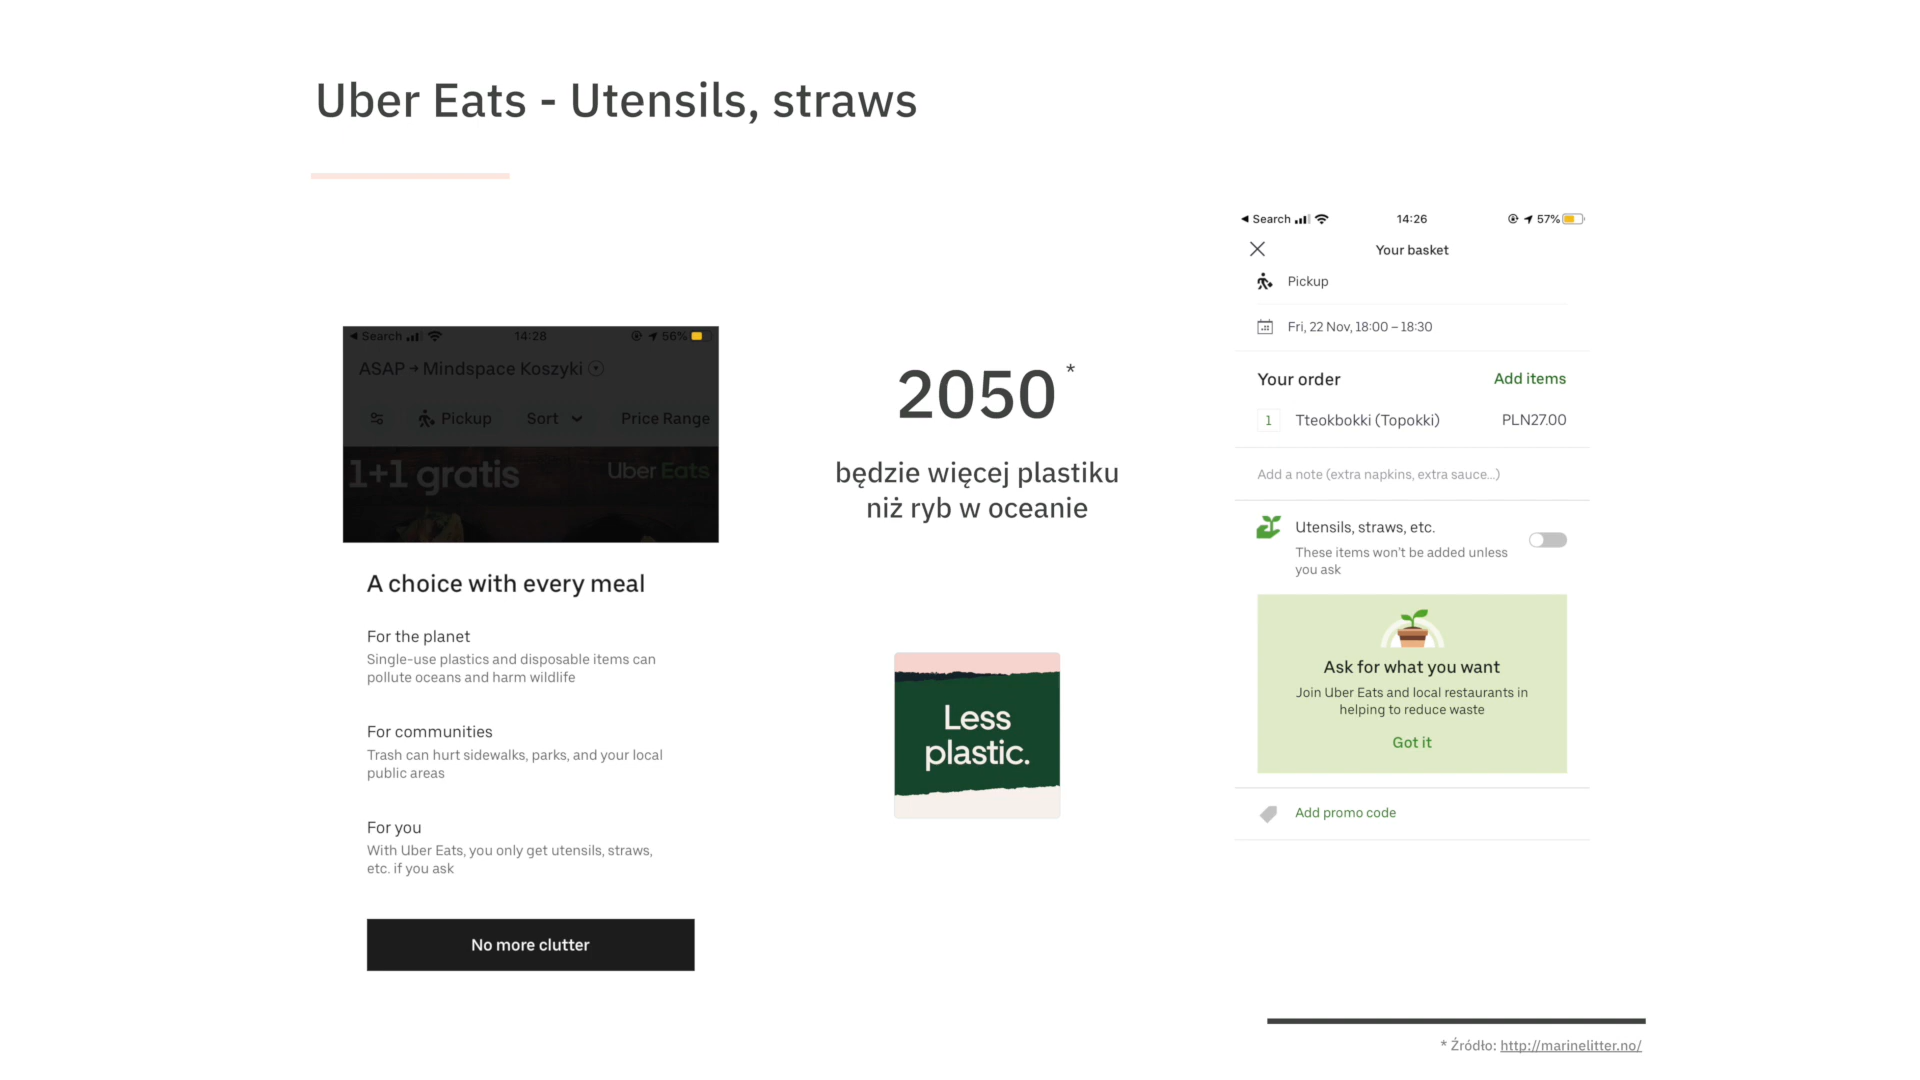 Uber Eats - Utensils, straws
Search
14:28
56%
ASAP → Mindspace Koszyki
Pickup
Sort
Price Range
1+1 gratis
Uber Eats
A choice with every meal
For the planet
Single-use plastics and disposable items can
pollute oceans and harm wildlife
For communities
Trash can hurt sidewalks, parks, and your local
public areas
For you
With Uber Eats, you only get utensils, straws,
etc. if you ask
No more clutter
2050*
będzie więcej plastiku
niż ryb w oceanie
Less
plastic.
Search
14:26
57%
Your basket
Pickup
Fri, 22 Nov, 18:00 – 18:30
Your order
Add items
1
Tteokbokki (Topokki)
PLN27.00
Add a note (extra napkins, extra sauce...)
Utensils, straws, etc.
These items won't be added unless
you ask
Ask for what you want
Join Uber Eats and local restaurants in
helping to reduce waste
Got it
Add promo code
* Źródło: http://marinelitter.no/